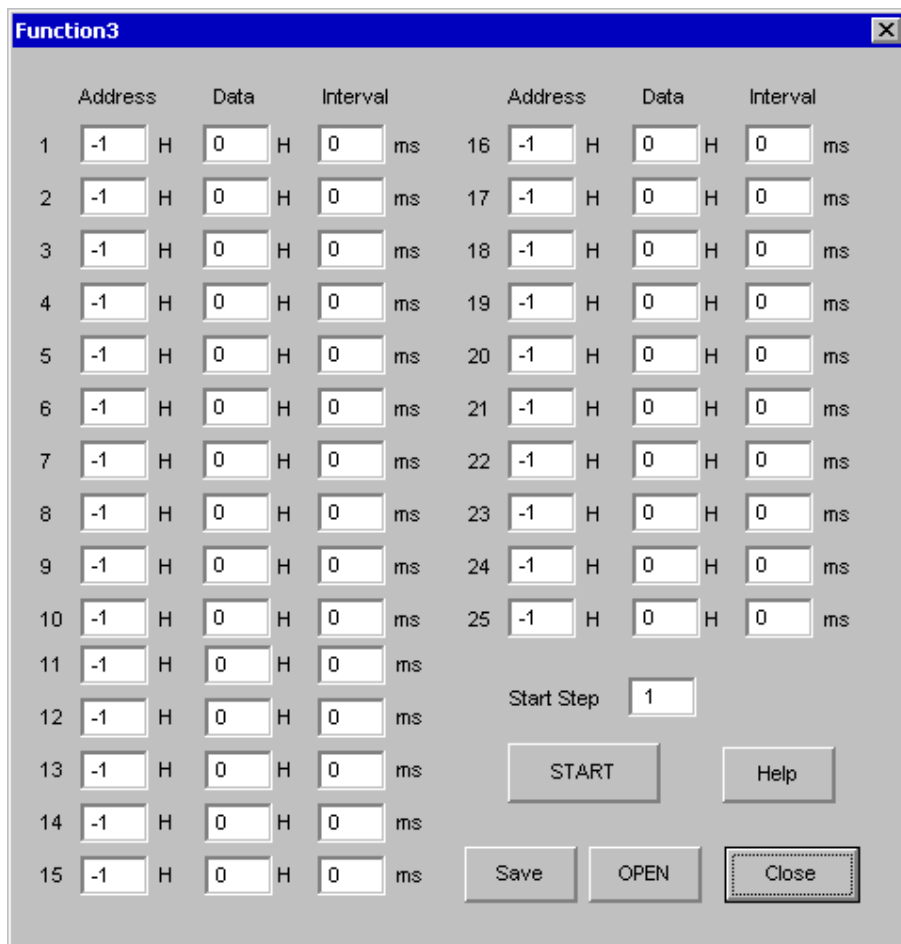 Function3
Address Data Interval Address Data Interval
1 -1 H 0 H 0 ms 16 -1 H 0 H 0 ms
2 -1 H 0 H 0 ms 17 -1 H 0 H 0 ms
3 -1 H 0 H 0 ms 18 -1 H 0 H 0 ms
4 -1 H 0 H 0 ms 19 -1 H 0 H 0 ms
5 -1 H 0 H 0 ms 20 -1 H 0 H 0 ms
6 -1 H 0 H 0 ms 21 -1 H 0 H 0 ms
7 -1 H 0 H 0 ms 22 -1 H 0 H 0 ms
8 -1 H 0 H 0 ms 23 -1 H 0 H 0 ms
9 -1 H 0 H 0 ms 24 -1 H 0 H 0 ms
10 -1 H 0 H 0 ms 25 -1 H 0 H 0 ms
11 -1 H 0 H 0 ms
12 -1 H 0 H 0 ms Start Step 1
13 -1 H 0 H 0 ms START Help
14 -1 H 0 H 0 ms
15 -1 H 0 H 0 ms Save OPEN Close